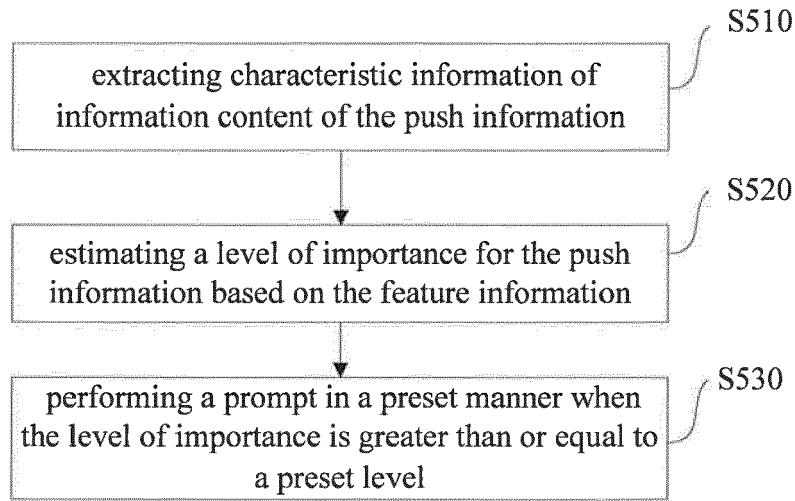 S510
extracting characteristic information of
information content of the push information
S520
estimating a level of importance for the push
information based on the feature information
S530
performing a prompt in a preset manner when
the level of importance is greater than or equal to
a preset level